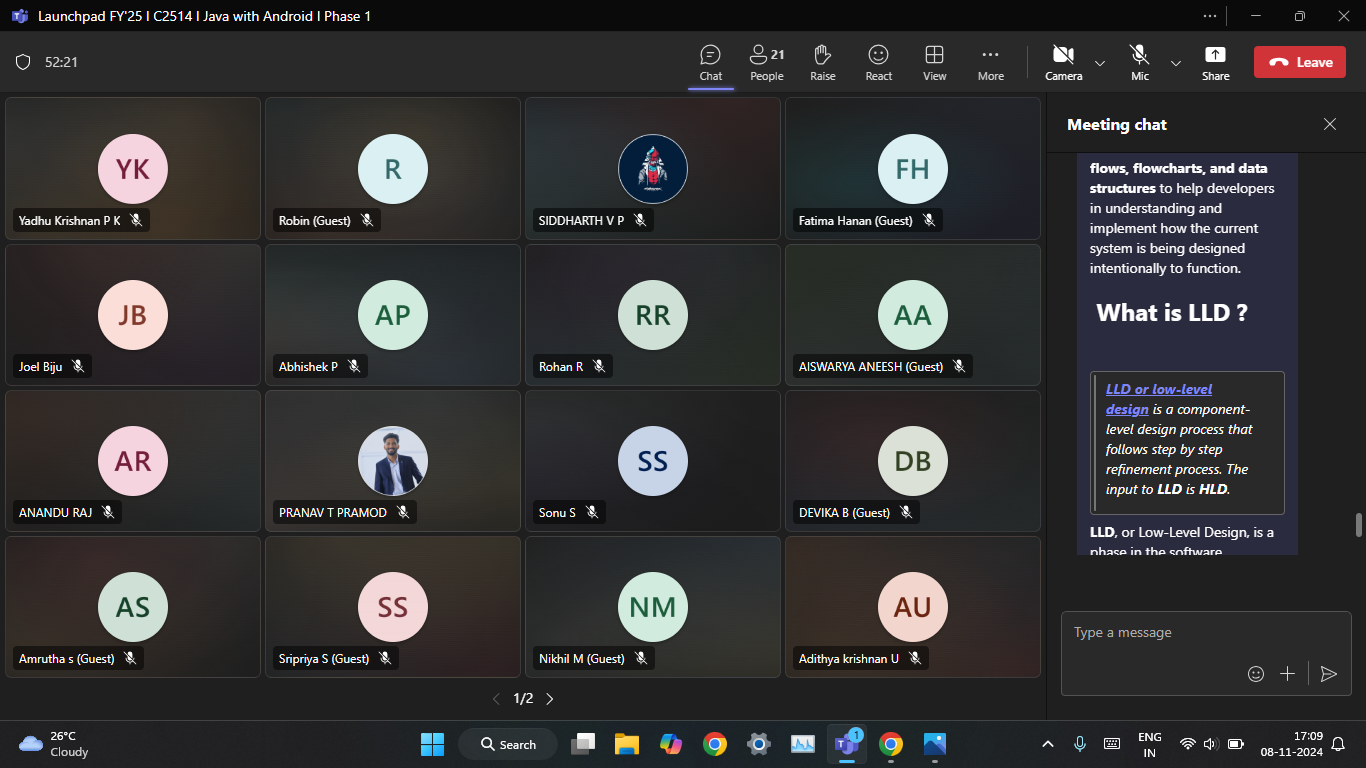 Launchpad FY'25 I C2514 I Java with Android I Phase 1
52:21
Chat
21
People
Raise
React
View
More
Camera
Mic
Share
Leave
YK
Yadhu Krishnan P K
R
Robin (Guest)
SIDDHARTH V P
FH
Fatima Hanan (Guest)
JB
Joel Biju
AP
Abhishek P
RR
Rohan R
AA
AISWARYA ANEESH (Guest)
AR
ANANDU RAJ
PRANAV T PRAMOD
SS
Sonu S
DB
DEVIKA B (Guest)
AS
Amrutha s (Guest)
SS
Sripriya S (Guest)
NM
Nikhil M (Guest)
AU
Adithya krishnan U
1/2
Meeting chat
flows, flowcharts, and data
structures to help developers
in understanding and
implement how the current
system is being designed
intentionally to function.
What is LLD ?
LLD or low-level
design is a component-
level design process that
follows step by step
refinement process. The
input to LLD is HLD.
LLD, or Low-Level Design, is a
phase in the software
Type a message
26°C
Cloudy
Search
1
ENG
IN
17:09
08-11-2024